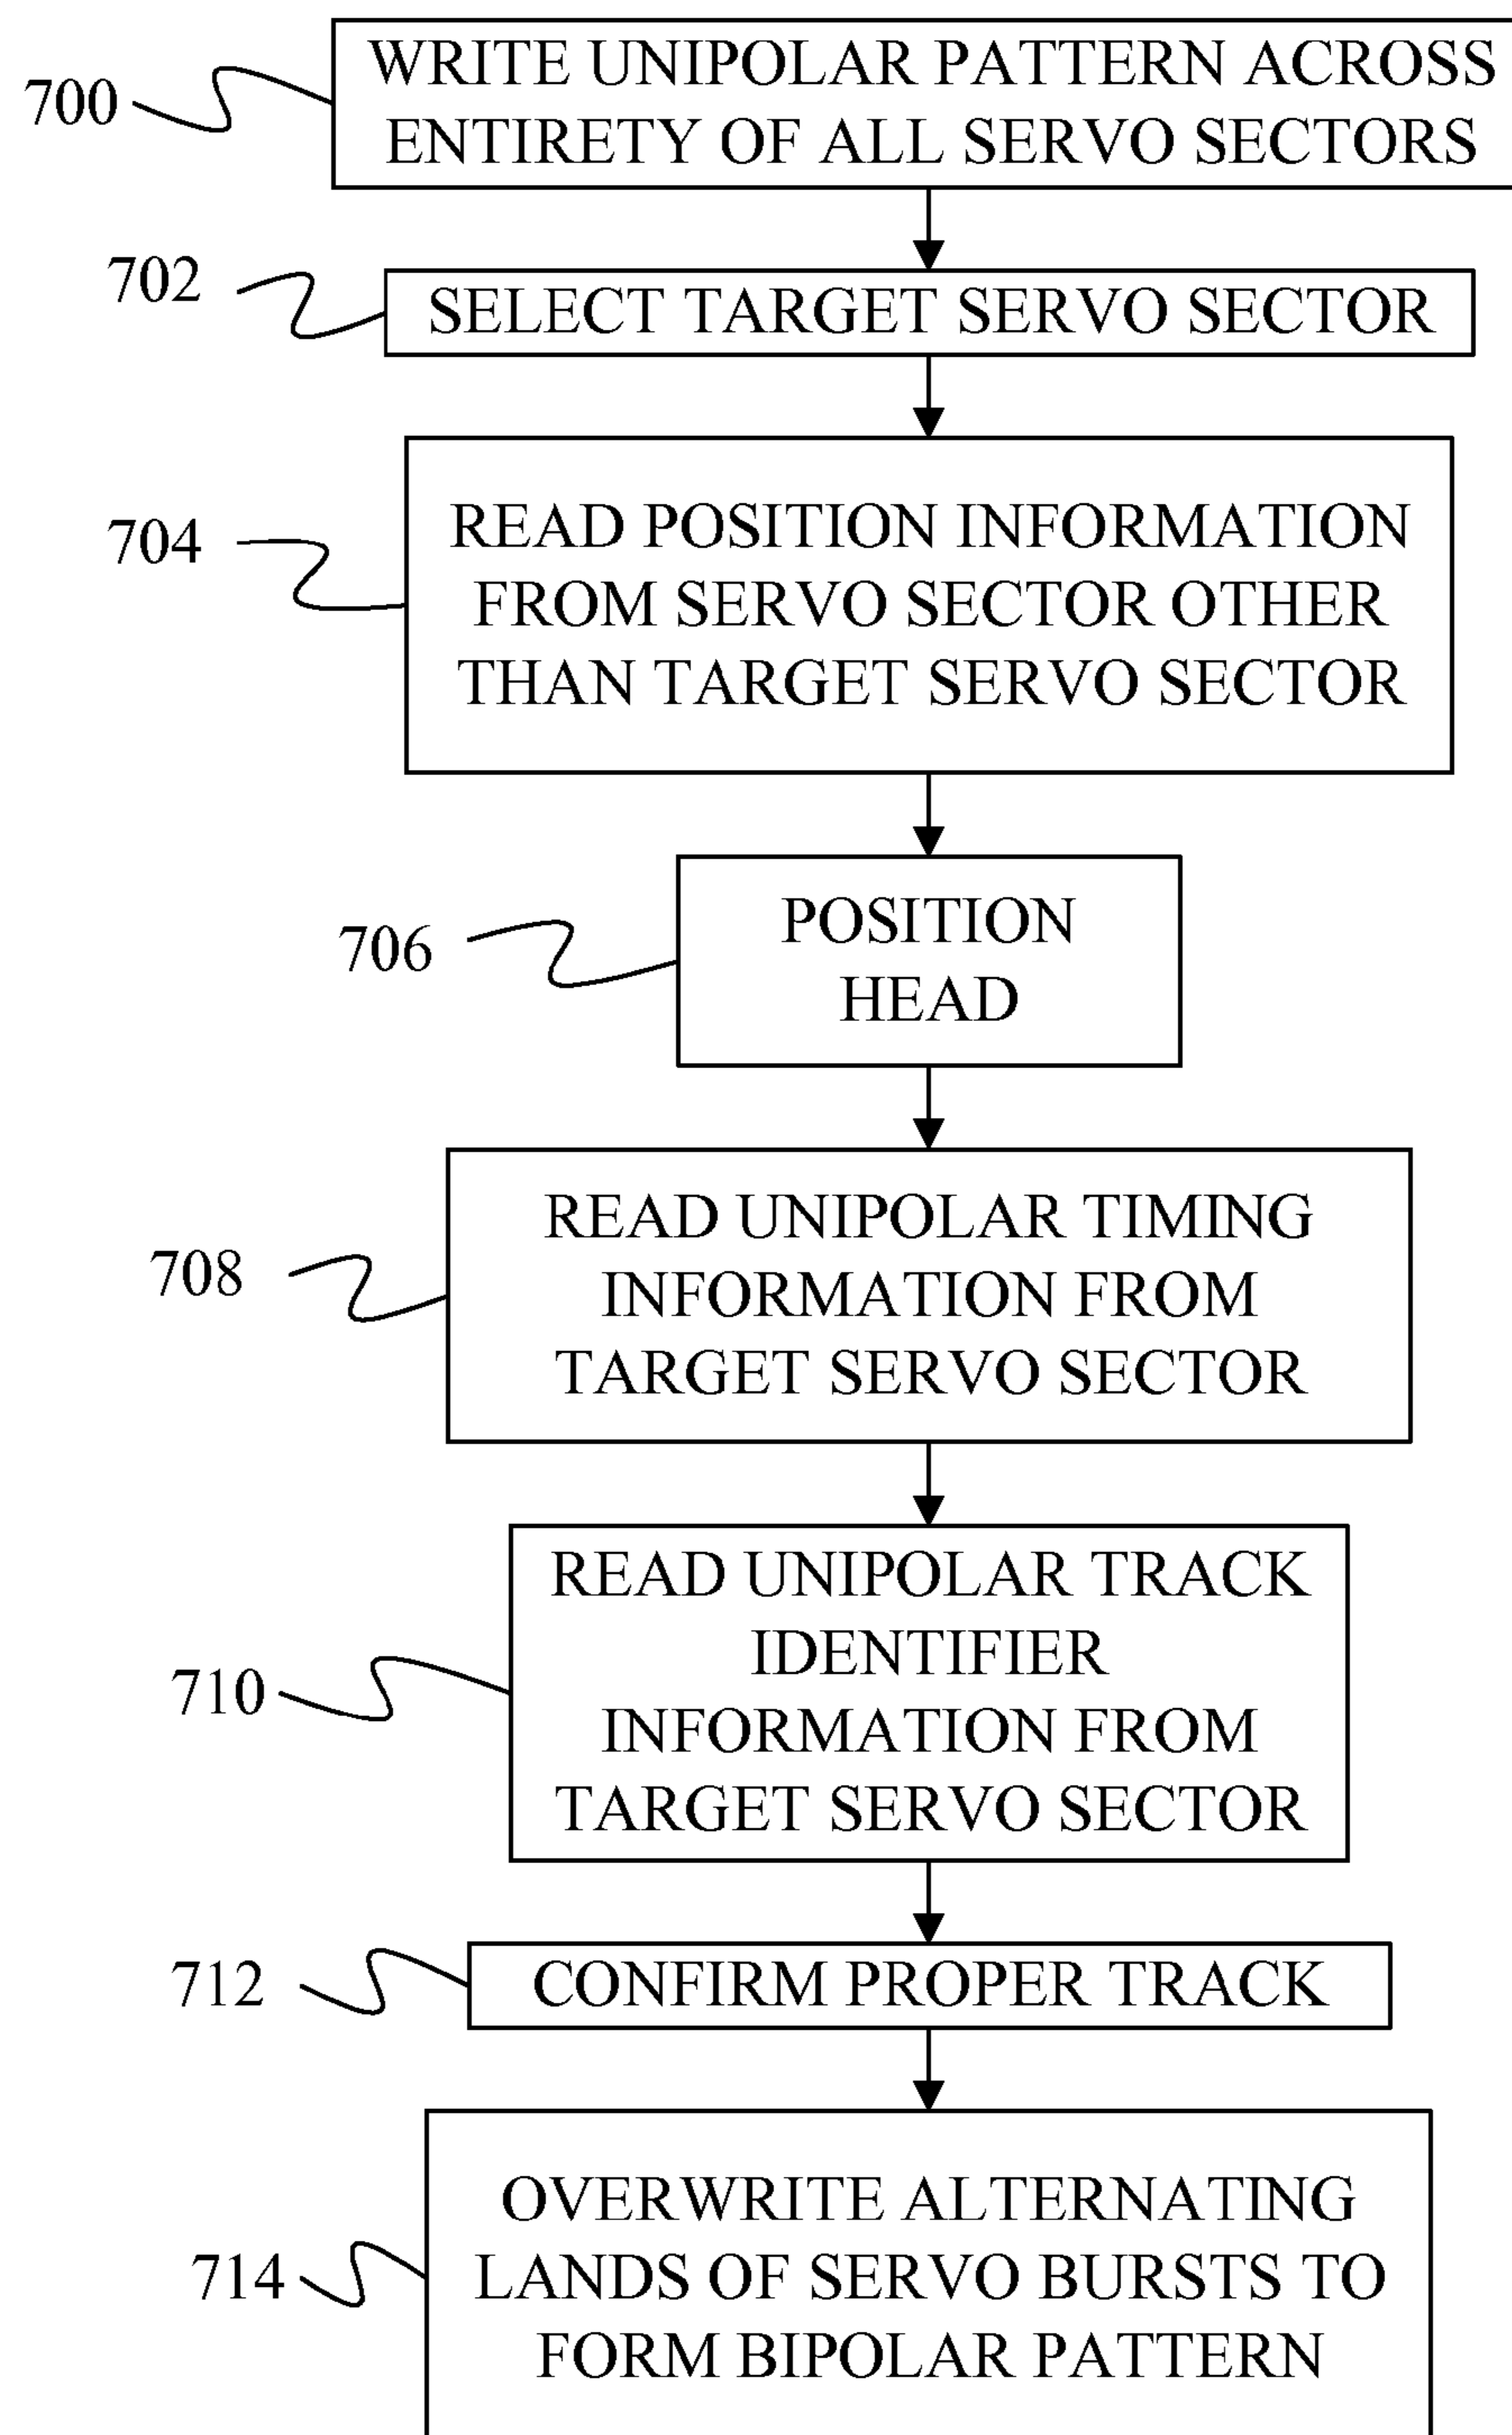 700
WRITE UNIPOLAR PATTERN ACROSS
ENTIRETY OF ALL SERVO SECTORS
702
SELECT TARGET SERVO SECTOR
704
READ POSITION INFORMATION
FROM SERVO SECTOR OTHER
THAN TARGET SERVO SECTOR
706
POSITION
HEAD
708
READ UNIPOLAR TIMING
INFORMATION FROM
TARGET SERVO SECTOR
710
READ UNIPOLAR TRACK
IDENTIFIER
INFORMATION FROM
TARGET SERVO SECTOR
712
CONFIRM PROPER TRACK
714
OVERWRITE ALTERNATING
LANDS OF SERVO BURSTS TO
FORM BIPOLAR PATTERN